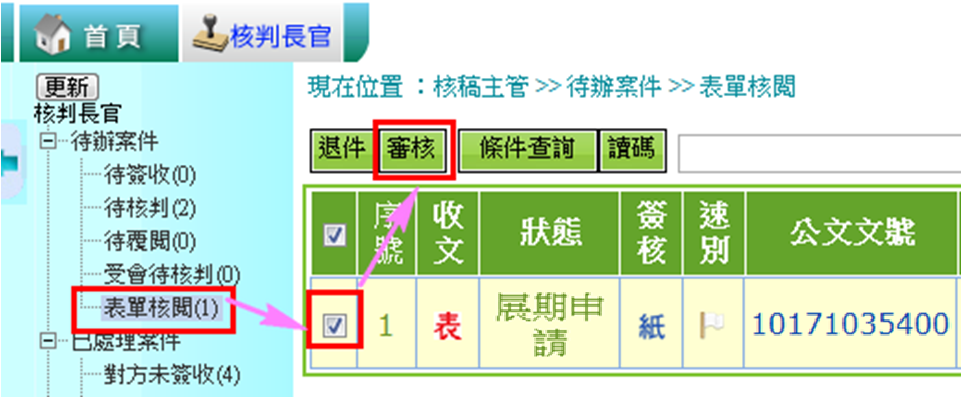 首頁
核判長官
更新
核判長官
待辦案件
待簽收(0)
待核判(2)
待覆閱(0)
受會待核判(0)
表單核閱(1)
已處理案件
對方未簽收(4)
現在位置 ：核稿主管 >> 待辦案件 >> 表單核閱
退件 審核 條件查詢 讀碼
序號 收文 狀態 簽核 速別 公文文號
1 表 展期申請 紙 10171035400